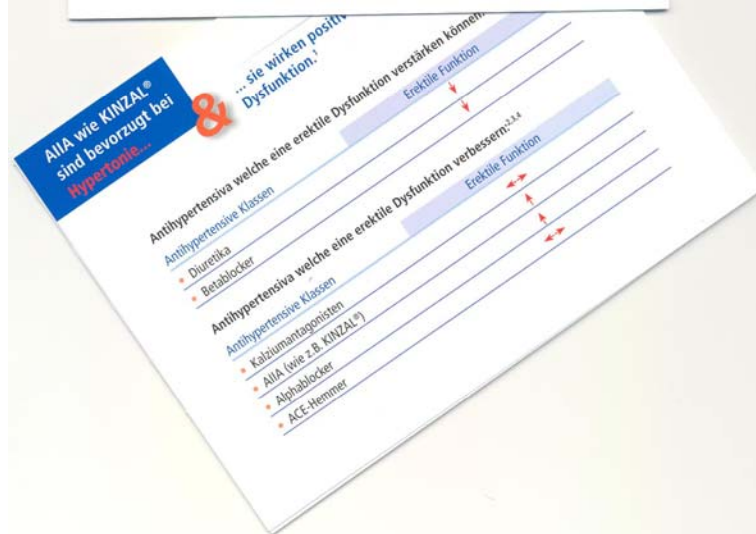 AIIA wie KINZAL®
sind bevorzugt bei
Hypertonie...
&
... sie wirken positiv
Dysfunktion.¹
Antihypertensiva welche eine erektile Dysfunktion verstärken können:
Antihypertensive Klassen Erektile Funktion
• Diuretika ↓
• Betablocker ↓
Antihypertensiva welche eine erektile Dysfunktion verbessern:²,³,⁴
Antihypertensive Klassen Erektile Funktion
• Kalziumantagonisten ↔
• AIIA (wie z.B. KINZAL®) ↑
• Alphablocker ↑
• ACE-Hemmer ↔